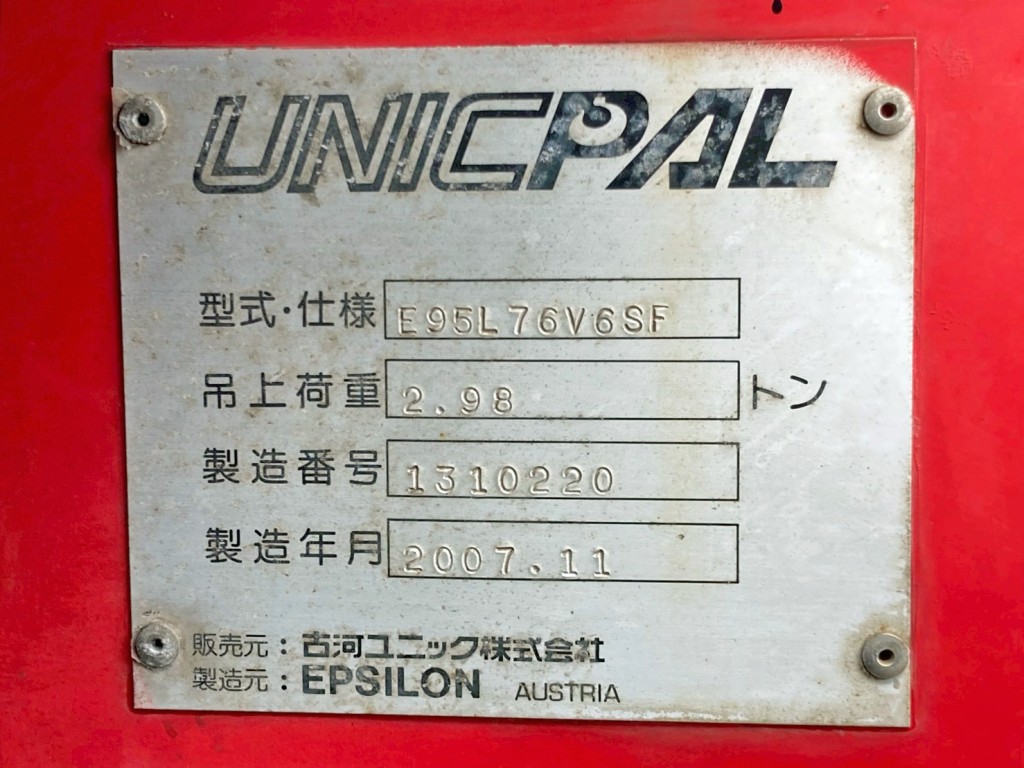 UNICPAL
型式・仕様 E95L76V6SF
吊上荷重 2.98 トン
製造番号 1310220
製造年月 2007.11
販売元：古河ユニック株式会社
製造元：EPSILON AUSTRIA